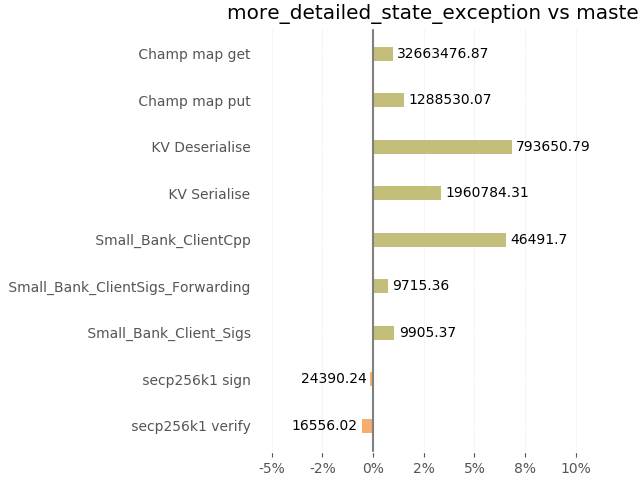 more_detailed_state_exception vs maste
Champ map get 32663476.87
Champ map put 1288530.07
KV Deserialise 793650.79
KV Serialise 1960784.31
Small_Bank_ClientCpp 46491.7
Small_Bank_ClientSigs_Forwarding 9715.36
Small_Bank_Client_Sigs 9905.37
secp256k1 sign 24390.24
secp256k1 verify 16556.02
-5% -2% 0% 2% 5% 8% 10%